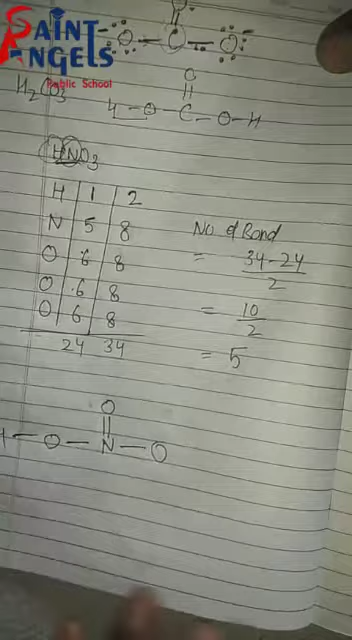 SAINT
ANGELS
Public School
O — C — O
H₂CO₃
O
||
H — O — C — O — H
HNO₃
H | 1 | 2
N | 5 | 8
O | 6 | 8
O | 6 | 8
O | 6 | 8
24 34
No of Bond
= 34-24 / 2
= 10 / 2
= 5
O
||
H — O — N — O